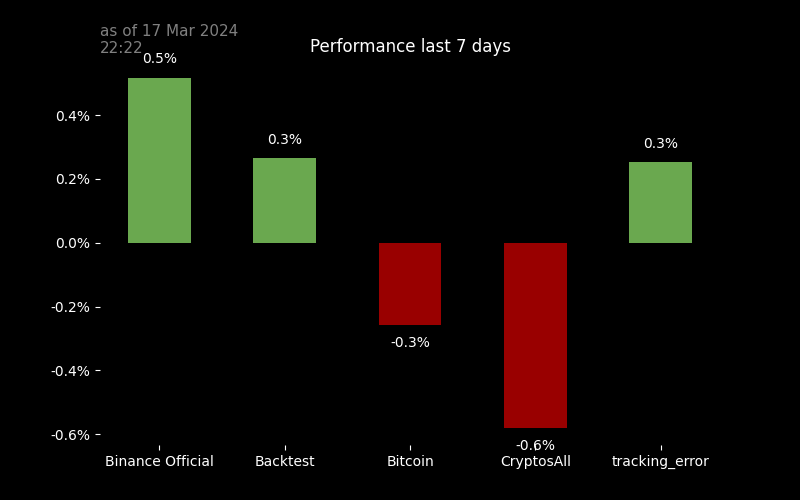 as of 17 Mar 2024
22:22
Performance last 7 days
0.5%
0.3%
-0.3%
-0.6%
0.3%
0.4%
0.2%
0.0%
-0.2%
-0.4%
-0.6%
Binance Official
Backtest
Bitcoin
CryptosAll
tracking_error